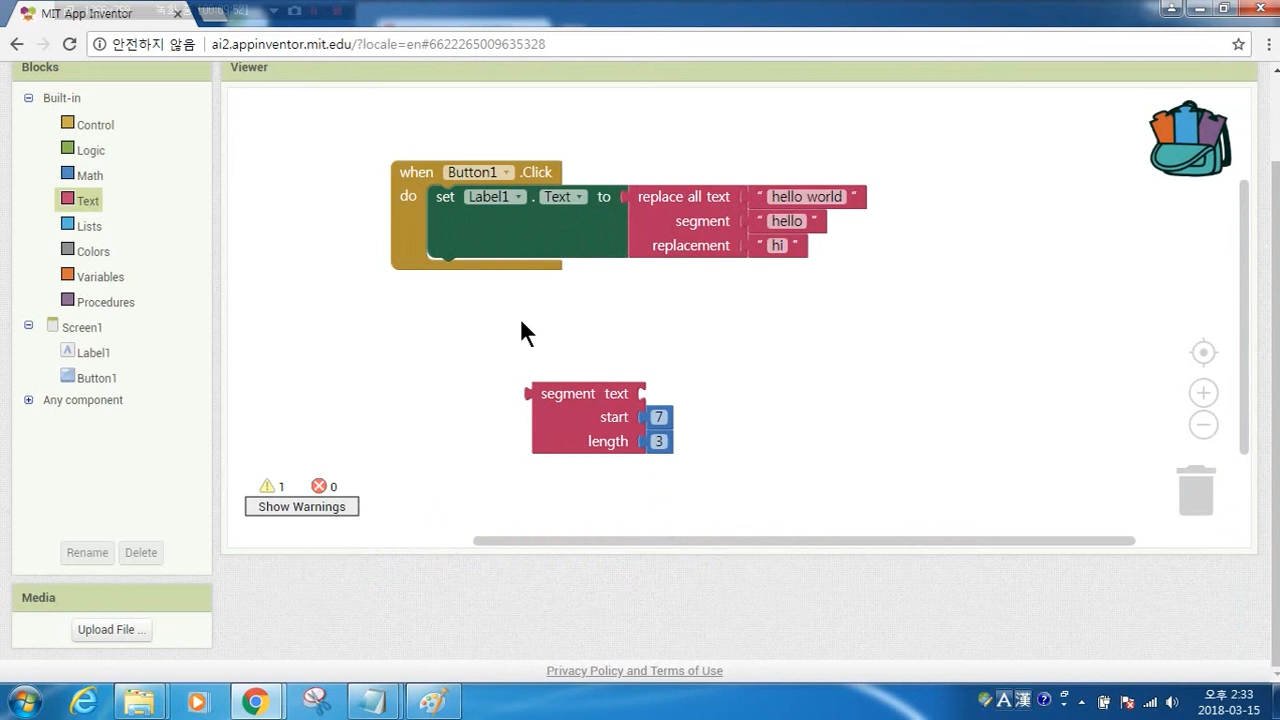 MIT App Inventor
안전하지 않음
ai2.appinventor.mit.edu/?locale=en#6622265009635328
Blocks
Viewer
Built-in
Control
Logic
Math
Text
Lists
Colors
Variables
Procedures
Screen1
Label1
Button1
Any component
Rename
Delete
Media
Upload File ...
when Button1 .Click
do set Label1 . Text to replace all text " hello world "
segment " hello "
replacement " hi "
segment text
start 7
length 3
1 0
Show Warnings
Privacy Policy and Terms of Use
A 漢
오후 2:33
2018-03-15